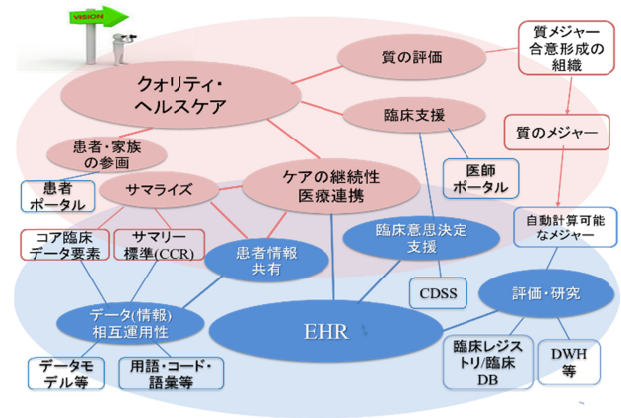 VISION
質メジャー
合意形成の
組織
質の評価
クォリティ・
ヘルスケア
臨床支援
質のメジャー
患者・家族
の参画
ケアの継続性
医療連携
医師
ポータル
患者
ポータル
サマライズ
自動計算可能
なメジャー
コア臨床
データ要素
サマリー
標準(CCR)
患者情報
共有
臨床意思決定
支援
CDSS
評価・研究
データ(情報)
相互運用性
EHR
臨床レジス
トリ/臨床
DB
DWH
等
データモ
デル等
用語・コード・
語彙等